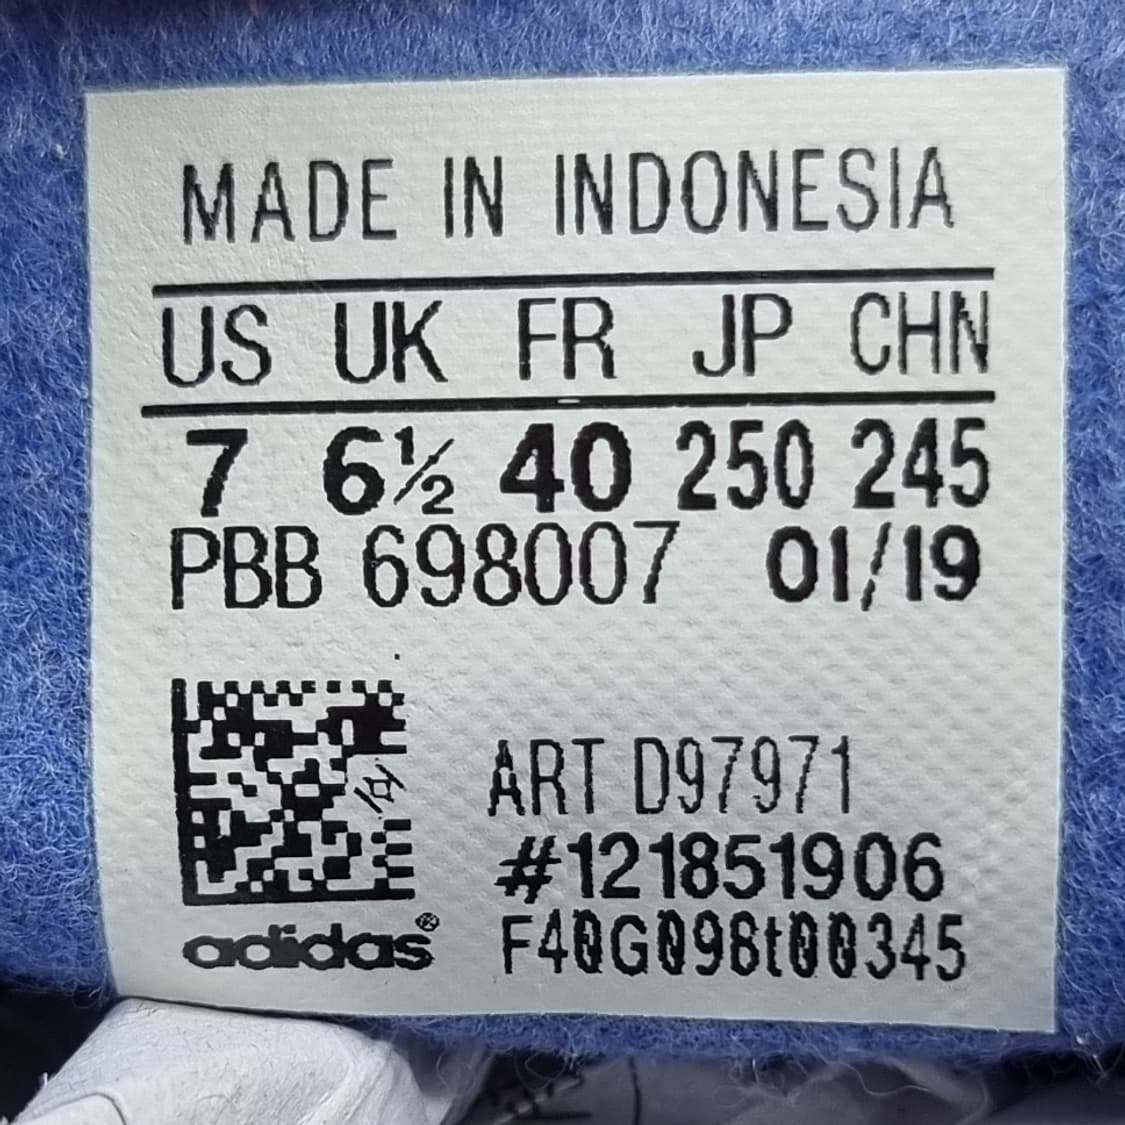 MADE IN INDONESIA
US UK FR JP CHN
7 6½ 40 250 245
PBB 698007 01/19
ART D97971
#121851906
adidas® F40G096t00345